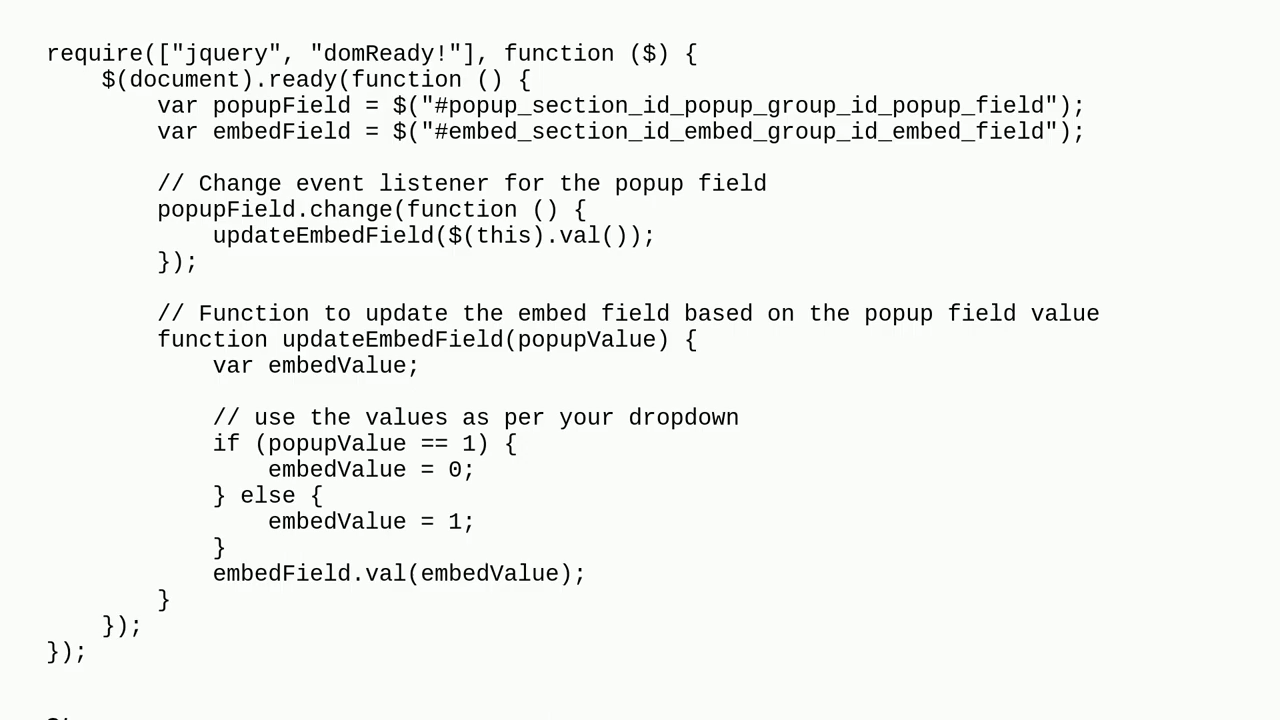 require(["jquery", "domReady!"], function ($) {
    $(document).ready(function () {
        var popupField = $("#popup_section_id_popup_group_id_popup_field");
        var embedField = $("#embed_section_id_embed_group_id_embed_field");

        // Change event listener for the popup field
        popupField.change(function () {
            updateEmbedField($(this).val());
        });

        // Function to update the embed field based on the popup field value
        function updateEmbedField(popupValue) {
            var embedValue;

            // use the values as per your dropdown
            if (popupValue == 1) {
                embedValue = 0;
            } else {
                embedValue = 1;
            }
            embedField.val(embedValue);
        }
    });
});